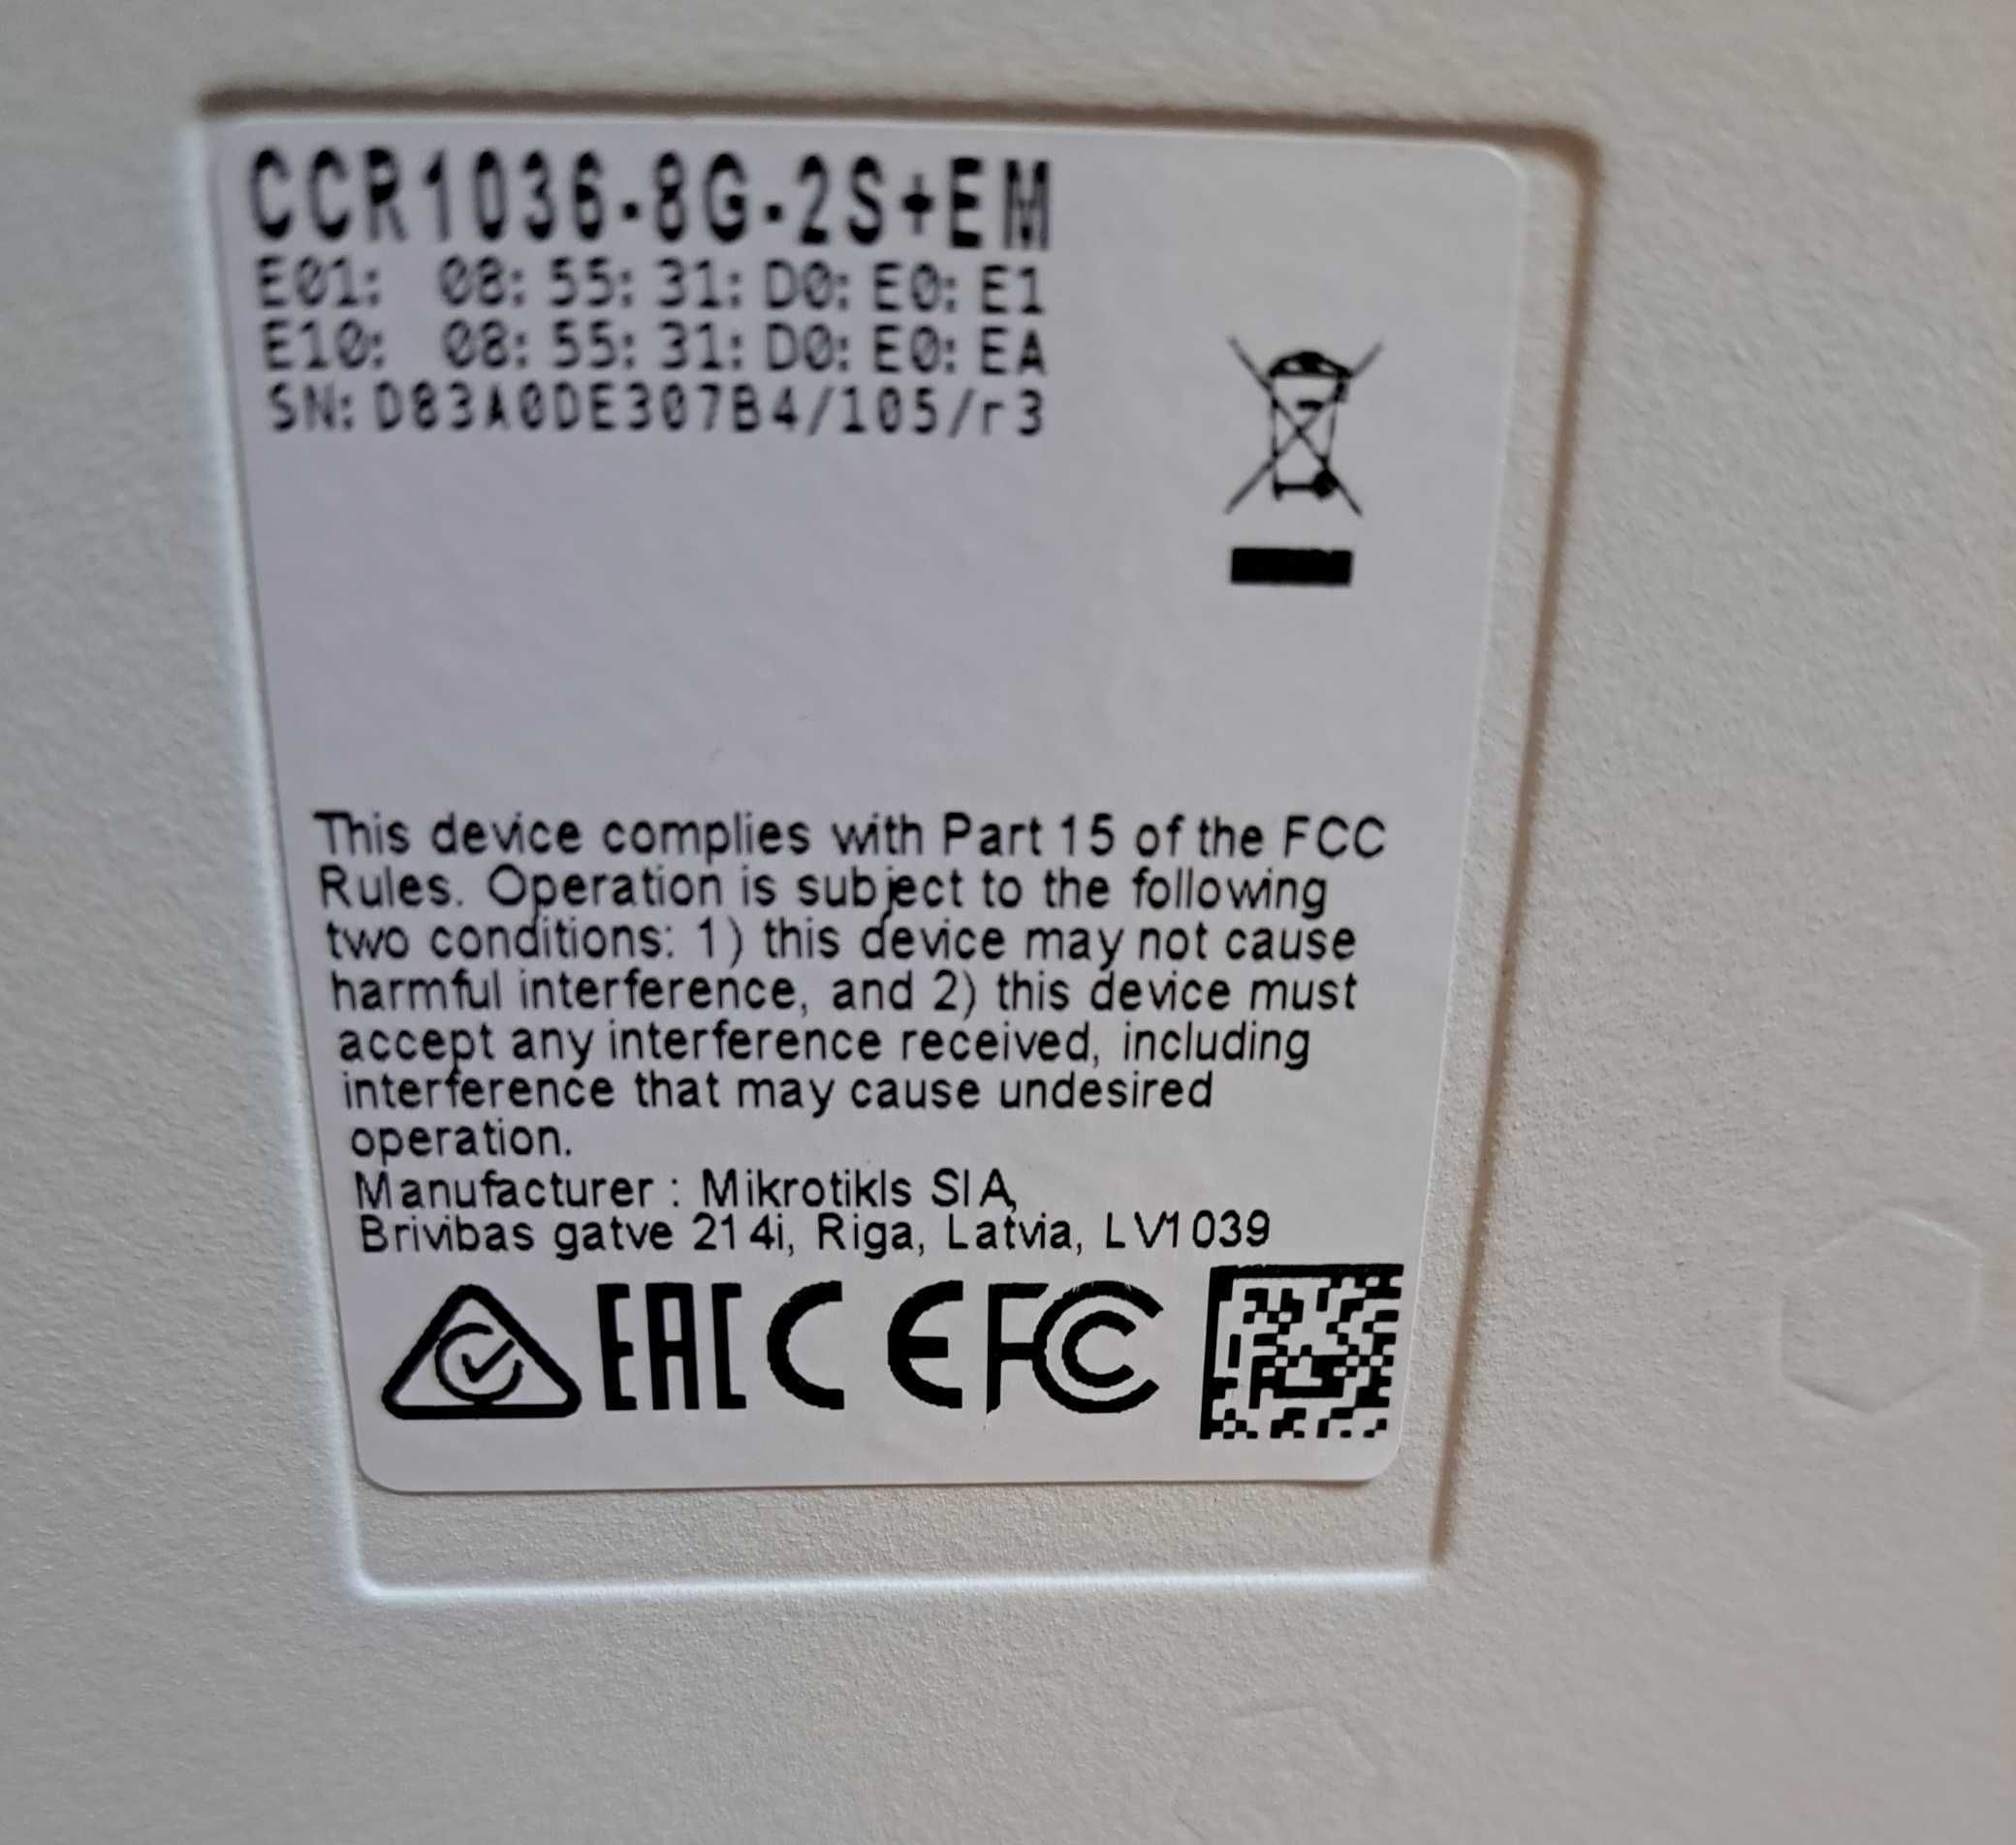 CCR1036-8G-2S+EM
E01: 08:55:31:D0:E0:E1
E10: 08:55:31:D0:E0:EA
SN:D83A0DE307B4/105/r3
This device complies with Part 15 of the FCC
Rules. Operation is subject to the following
two conditions: 1) this device may not cause
harmful interference, and 2) this device must
accept any interference received, including
interference that may cause undesired
operation.
Manufacturer : Mikrotikls SIA,
Brivibas gatve 214i, Riga, Latvia, LV1039
EAC CE FC